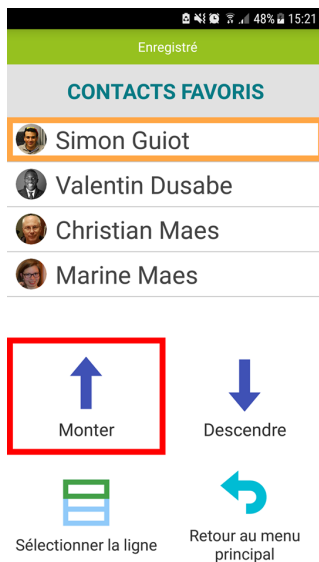 48% 15:21
Enregistré
CONTACTS FAVORIS
Simon Guiot
Valentin Dusabe
Christian Maes
Marine Maes
Monter
Descendre
Sélectionner la ligne
Retour au menu
principal